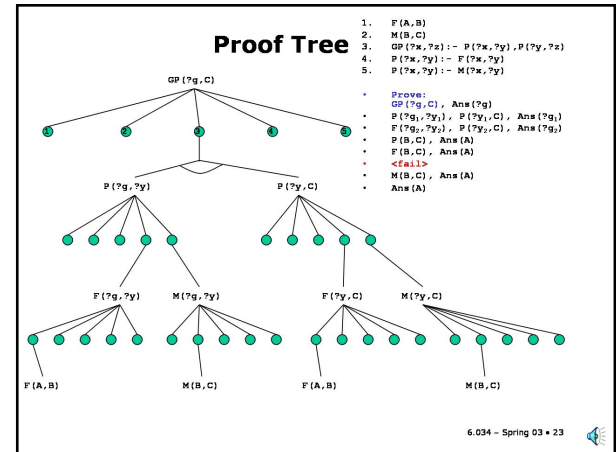 Proof Tree
1. F(A,B)
2. M(B,C)
3. GP(?x,?z):- P(?x,?y),P(?y,?z)
4. P(?x,?y):- F(?x,?y)
5. P(?x,?y):- M(?x,?y)
• Prove:
GP(?g,C), Ans(?g)
• P(?g₁,?y₁), P(?y₁,C), Ans(?g₁)
• F(?g₂,?y₂), P(?y₂,C), Ans(?g₂)
• P(B,C), Ans(A)
• F(B,C), Ans(A)
• <fail>
• M(B,C), Ans(A)
• Ans(A)
GP(?g,C)
1 2 3 4 5
P(?g,?y) P(?y,C)
F(?g,?y) M(?g,?y) F(?y,C) M(?y,C)
F(A,B) M(B,C) F(A,B) M(B,C)
6.034 – Spring 03 • 23